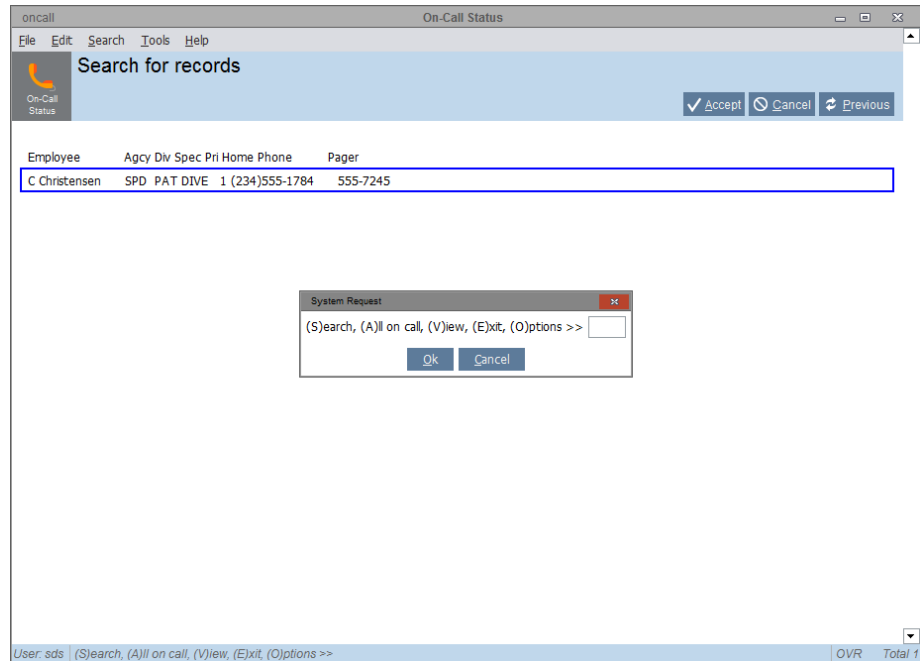 oncall On-Call Status
File Edit Search Tools Help
Search for records
On-Call
Status
Accept Cancel Previous
Employee Agcy Div Spec Pri Home Phone Pager
C Christensen SPD PAT DIVE 1 (234)555-1784 555-7245
System Request
(S)earch, (A)ll on call, (V)iew, (E)xit, (O)ptions >>
Ok Cancel
User: sds (S)earch, (A)ll on call, (V)iew, (E)xit, (O)ptions >> OVR Total 1